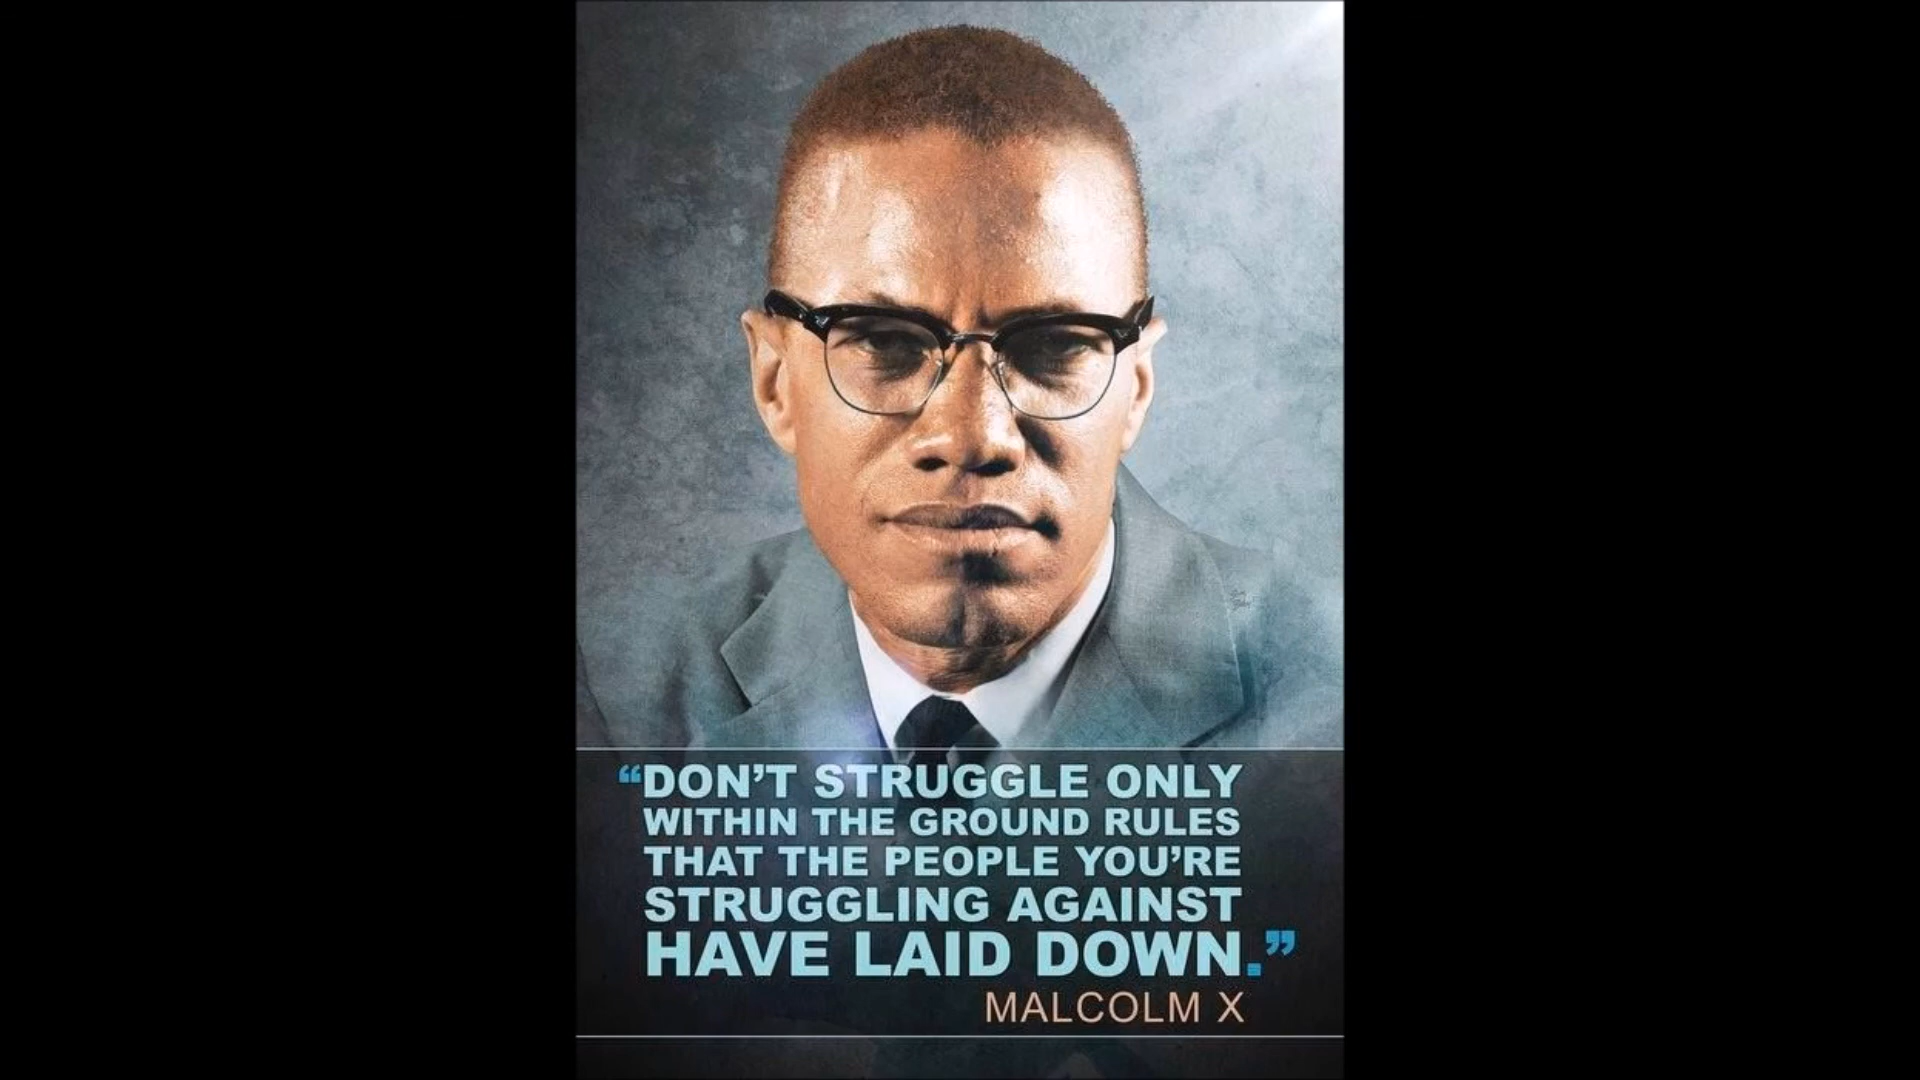 “DON’T STRUGGLE ONLY
WITHIN THE GROUND RULES
THAT THE PEOPLE YOU’RE
STRUGGLING AGAINST
HAVE LAID DOWN.”
MALCOLM X